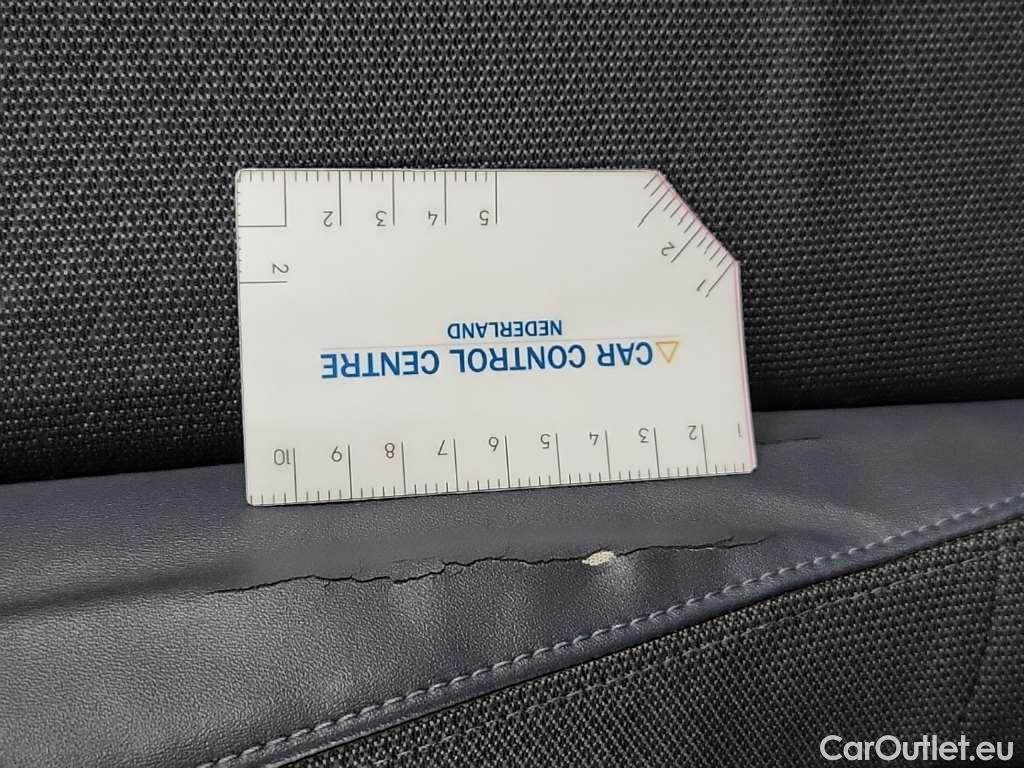 1 2 3 4 5 6 7 8 9 10
CAR CONTROL CENTRE
NEDERLAND
1 2
2
5 4 3 2
CarOutlet.eu